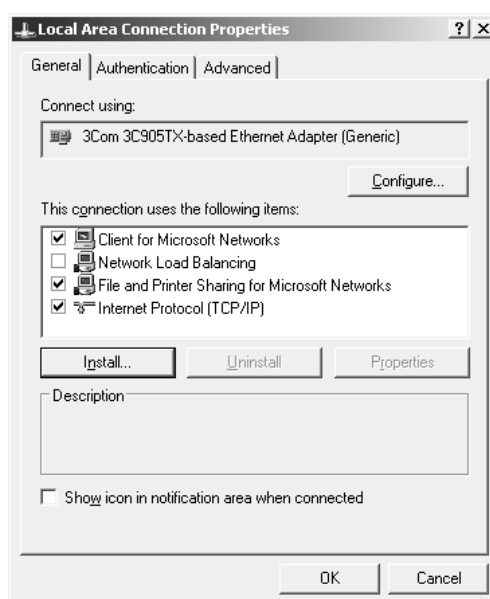 Local Area Connection Properties
General Authentication Advanced
Connect using:
3Com 3C905TX-based Ethernet Adapter (Generic)
Configure...
This connection uses the following items:
Client for Microsoft Networks
Network Load Balancing
File and Printer Sharing for Microsoft Networks
Internet Protocol (TCP/IP)
Install... Uninstall Properties
Description
Show icon in notification area when connected
OK Cancel